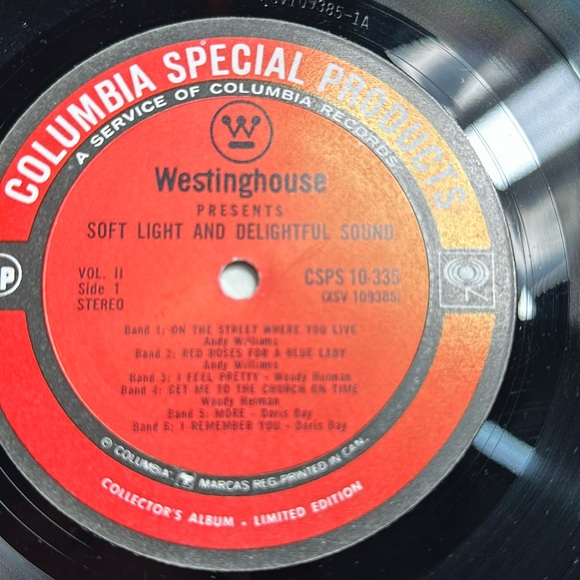 XSV109385-1A
COLUMBIA SPECIAL PRODUCTS
A SERVICE OF COLUMBIA RECORDS
W
Westinghouse
PRESENTS
SOFT LIGHT AND DELIGHTFUL SOUND
P
VOL. II
Side 1
STEREO
CSPS 10-335
(XSV 109385)
Band 1: ON THE STREET WHERE YOU LIVE
Andy Williams
Band 2: RED ROSES FOR A BLUE LADY
Andy Williams
Band 3: I FEEL PRETTY - Woody Herman
Band 4: GET ME TO THE CHURCH ON TIME
Woody Herman
Band 5: MORE - Doris Day
Band 6: I REMEMBER YOU - Doris Day
© COLUMBIA MARCAS REG. PRINTED IN CAN.
COLLECTOR'S ALBUM - LIMITED EDITION